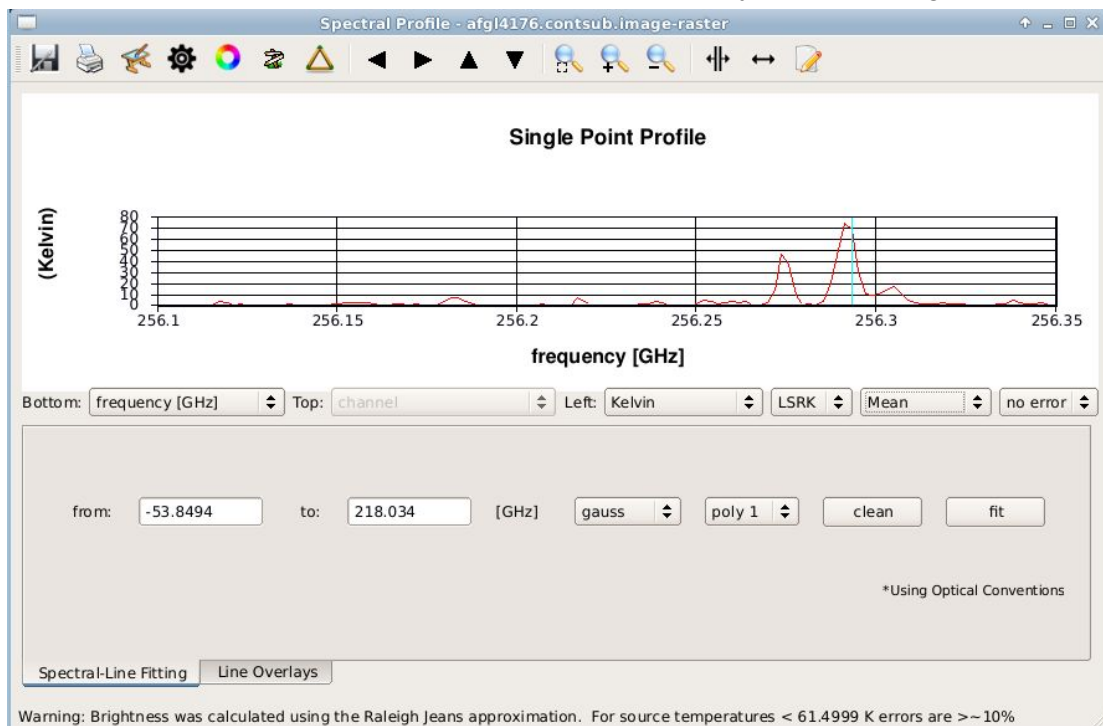 Spectral Profile - afgl4176.contsub.image-raster
Single Point Profile
(Kelvin)
80
70
60
50
40
30
20
10
0
256.1 256.15 256.2 256.25 256.3 256.35
frequency [GHz]
Bottom: frequency [GHz] Top: channel Left: Kelvin LSRK Mean no error
from: -53.8494 to: 218.034 [GHz] gauss poly 1 clean fit
*Using Optical Conventions
Spectral-Line Fitting Line Overlays
Warning: Brightness was calculated using the Raleigh Jeans approximation. For source temperatures < 61.4999 K errors are >~10%